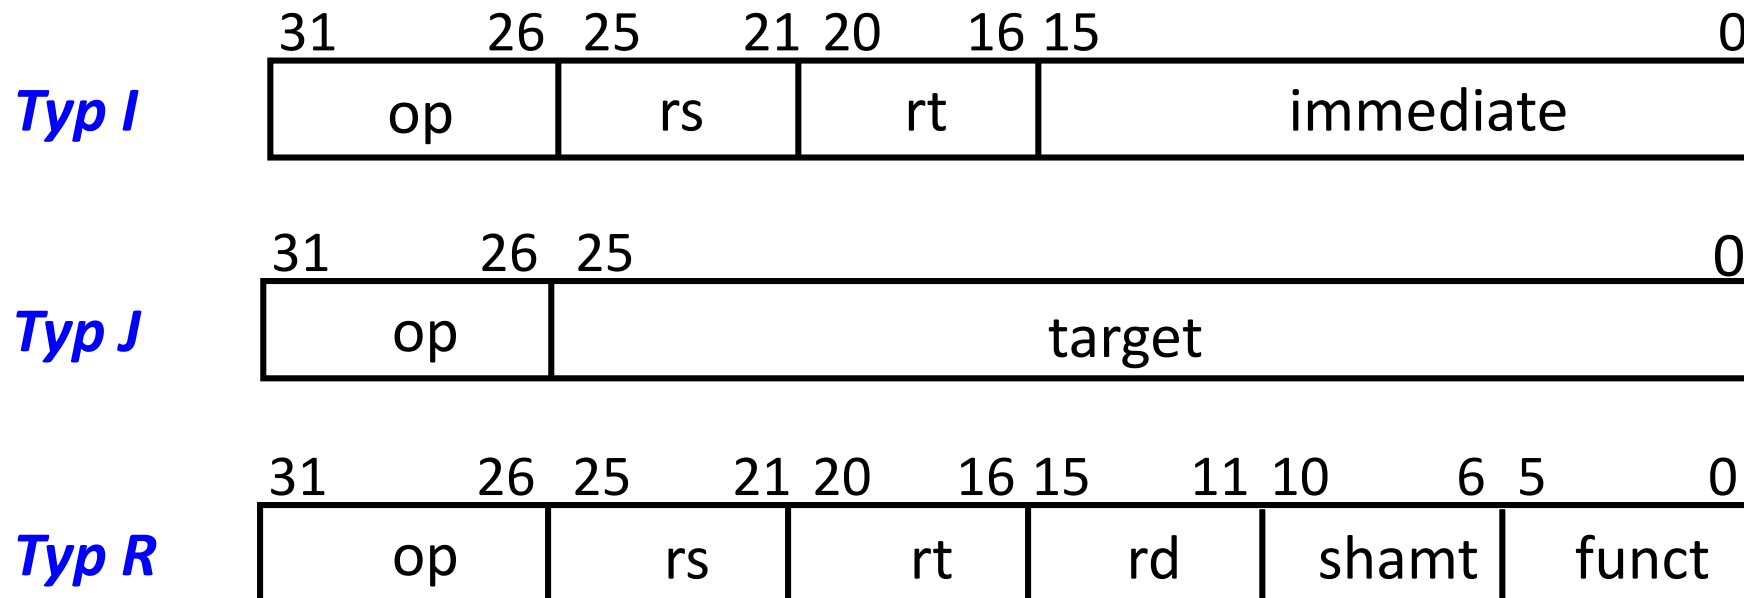 31 26 25 21 20 16 15 0
Typ I op rs rt immediate
31 26 25 0
Typ J op target
31 26 25 21 20 16 15 11 10 6 5 0
Typ R op rs rt rd shamt funct